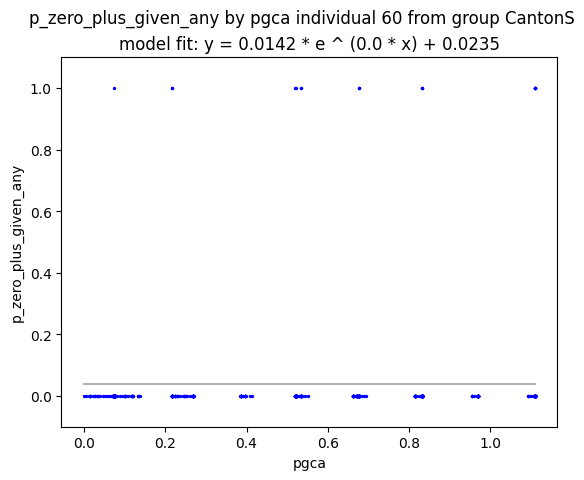 p_zero_plus_given_any by pgca individual 60 from group CantonS
model fit: y = 0.0142 * e ^ (0.0 * x) + 0.0235
1.0
0.8
0.6
0.4
0.2
0.0
p_zero_plus_given_any
0.0 0.2 0.4 0.6 0.8 1.0
pgca